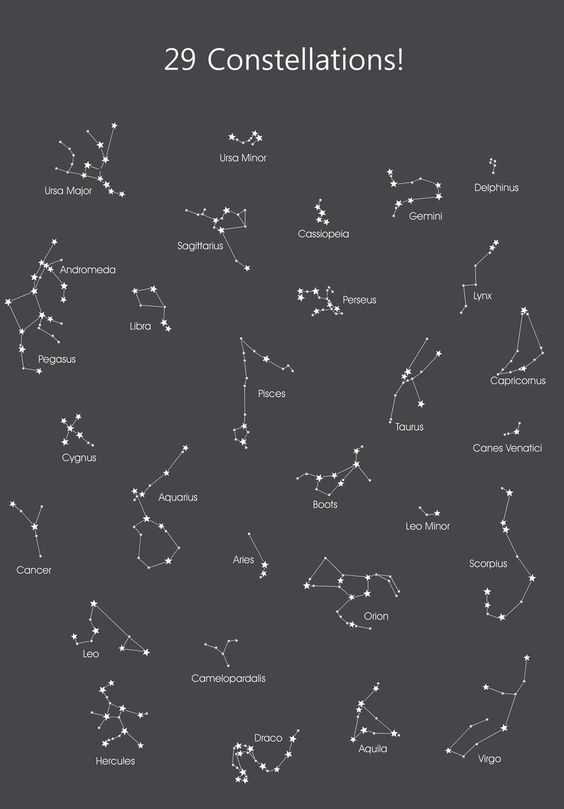 29 Constellations!
Ursa Major
Ursa Minor
Delphinus
Gemini
Cassiopeia
Sagittarius
Andromeda
Perseus
Lynx
Libra
Pegasus
Pisces
Capricornus
Taurus
Cygnus
Canes Venatici
Aquarius
Boots
Leo Minor
Aries
Scorpius
Cancer
Orion
Leo
Camelopardalis
Draco
Aquila
Hercules
Virgo